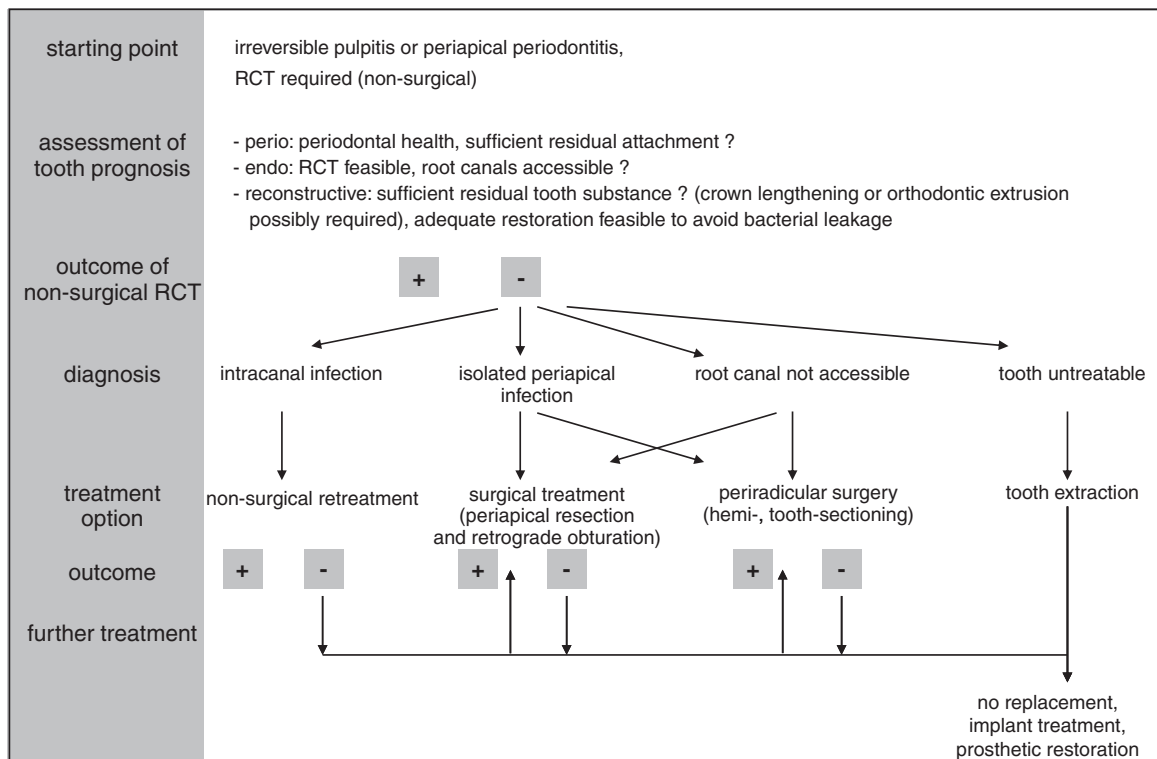 starting point
irreversible pulpitis or periapical periodontitis,
RCT required (non-surgical)
assessment of
tooth prognosis
- perio: periodontal health, sufficient residual attachment ?
- endo: RCT feasible, root canals accessible ?
- reconstructive: sufficient residual tooth substance ? (crown lengthening or orthodontic extrusion
possibly required), adequate restoration feasible to avoid bacterial leakage
outcome of
non-surgical RCT
+ -
diagnosis
intracanal infection
isolated periapical
infection
root canal not accessible
tooth untreatable
treatment
option
non-surgical retreatment
surgical treatment
(periapical resection
and retrograde obturation)
periradicular surgery
(hemi-, tooth-sectioning)
tooth extraction
outcome
+ - + - + -
further treatment
no replacement,
implant treatment,
prosthetic restoration